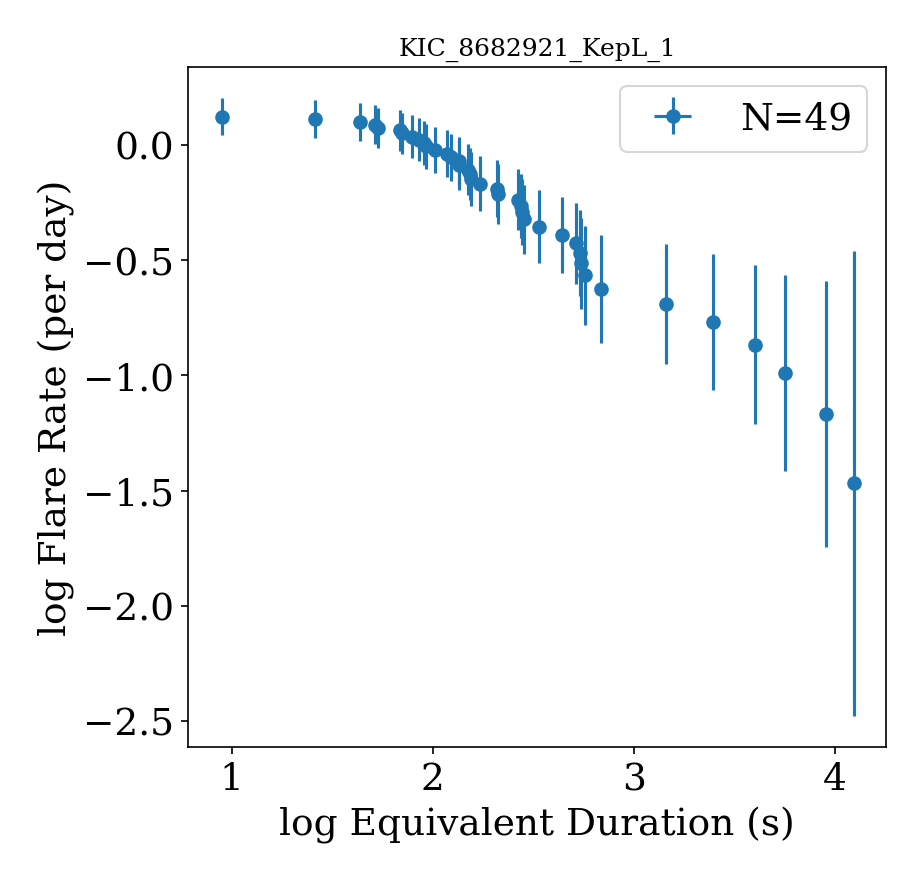 KIC_8682921_KepL_1
N=49
log Flare Rate (per day)
0.0
−0.5
−1.0
−1.5
−2.0
−2.5
1 2 3 4
log Equivalent Duration (s)